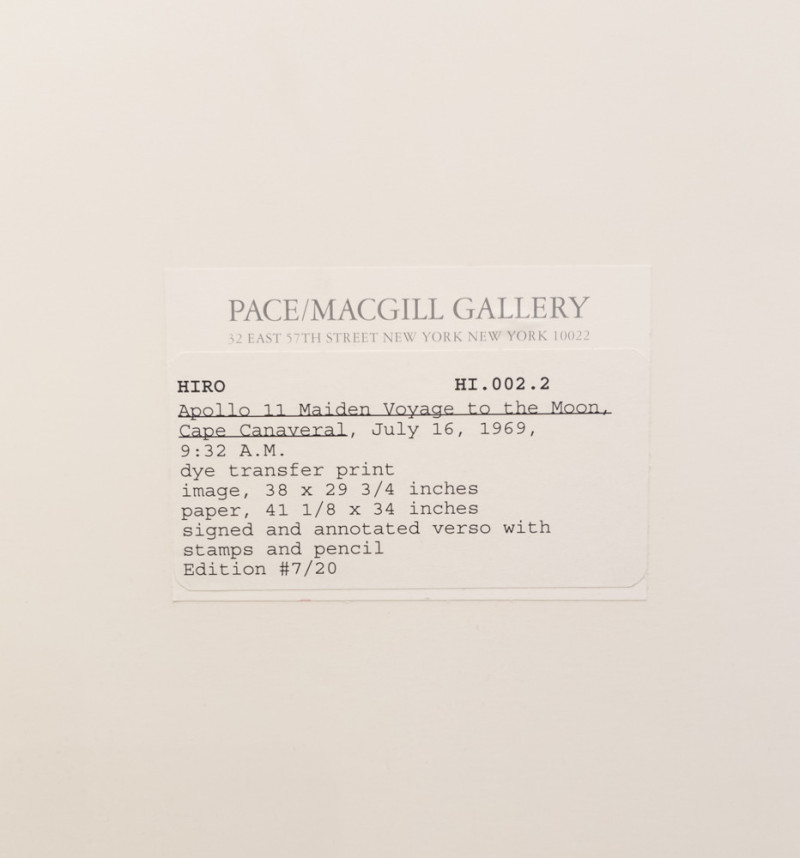 PACE/MACGILL GALLERY
32 EAST 57TH STREET NEW YORK NEW YORK 10022
HIRO HI.002.2
Apollo 11 Maiden Voyage to the Moon,
Cape Canaveral, July 16, 1969,
9:32 A.M.
dye transfer print
image, 38 x 29 3/4 inches
paper, 41 1/8 x 34 inches
signed and annotated verso with
stamps and pencil
Edition #7/20